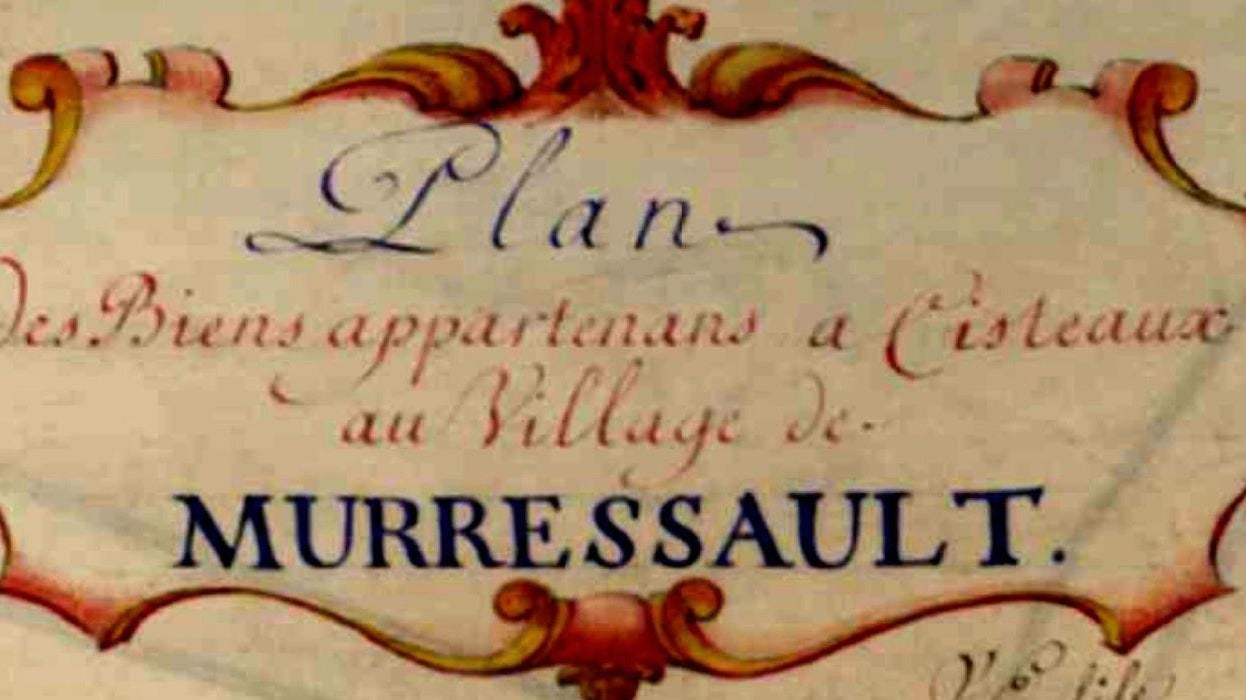 Plan
des Biens appartenans a Cisteaux
au Village de
MURRESSAULT.